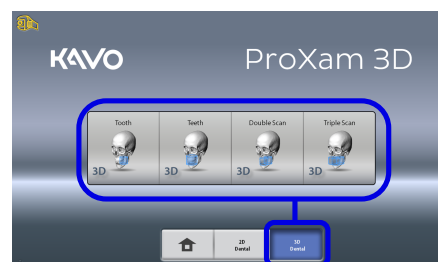 KAVO
ProXam 3D
Tooth
Teeth
Double Scan
Triple Scan
3D
3D
3D
3D
2D
Dental
3D
Dental